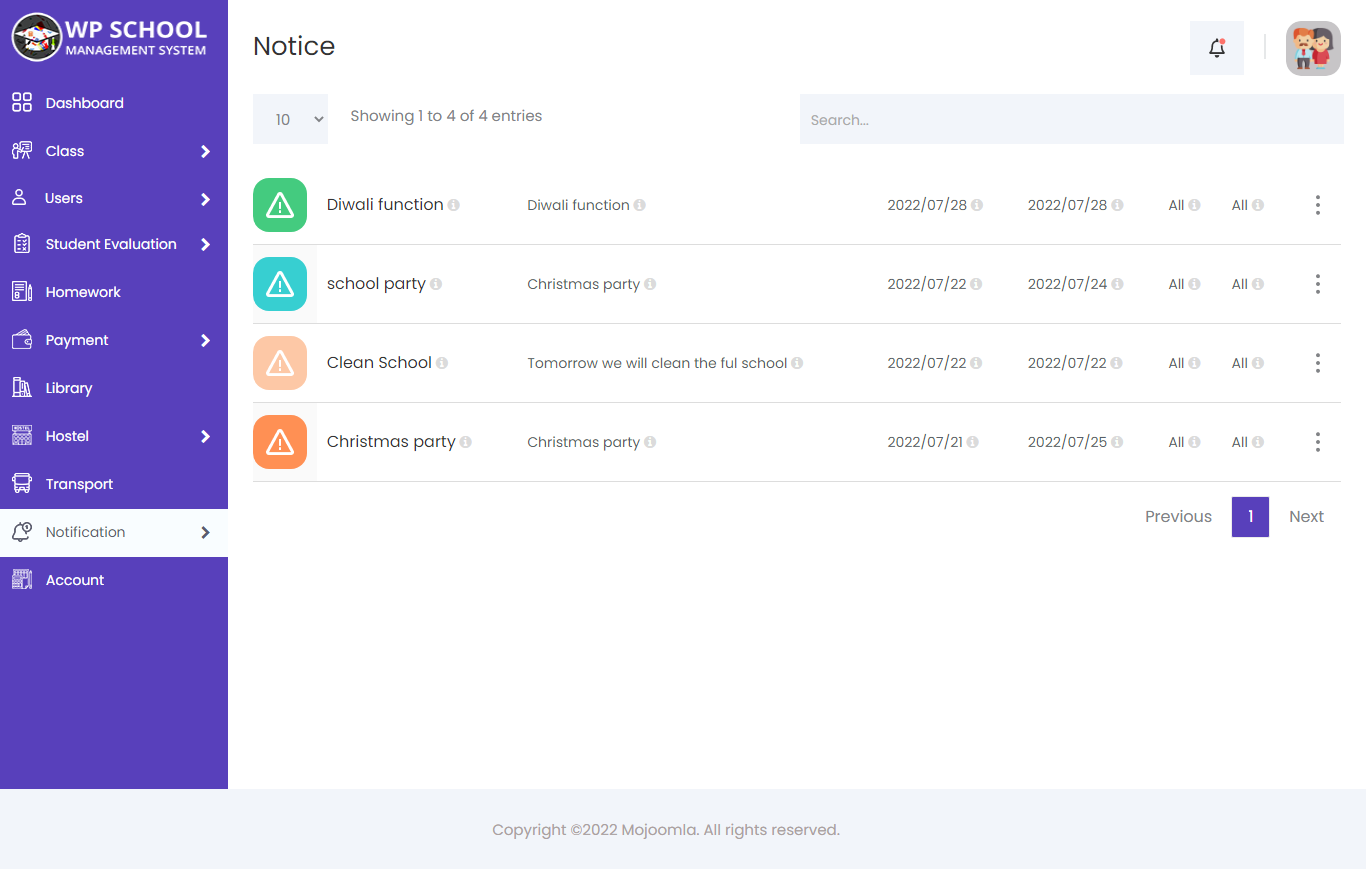 WP SCHOOL
MANAGEMENT SYSTEM
Dashboard
Class
Users
Student Evaluation
Homework
Payment
Library
Hostel
Transport
Notification
Account
Notice
10
Showing 1 to 4 of 4 entries
Search...
Diwali function Diwali function 2022/07/28 2022/07/28 All All
school party Christmas party 2022/07/22 2022/07/24 All All
Clean School Tomorrow we will clean the ful school 2022/07/22 2022/07/22 All All
Christmas party Christmas party 2022/07/21 2022/07/25 All All
Previous 1 Next
Copyright ©2022 Mojoomla. All rights reserved.